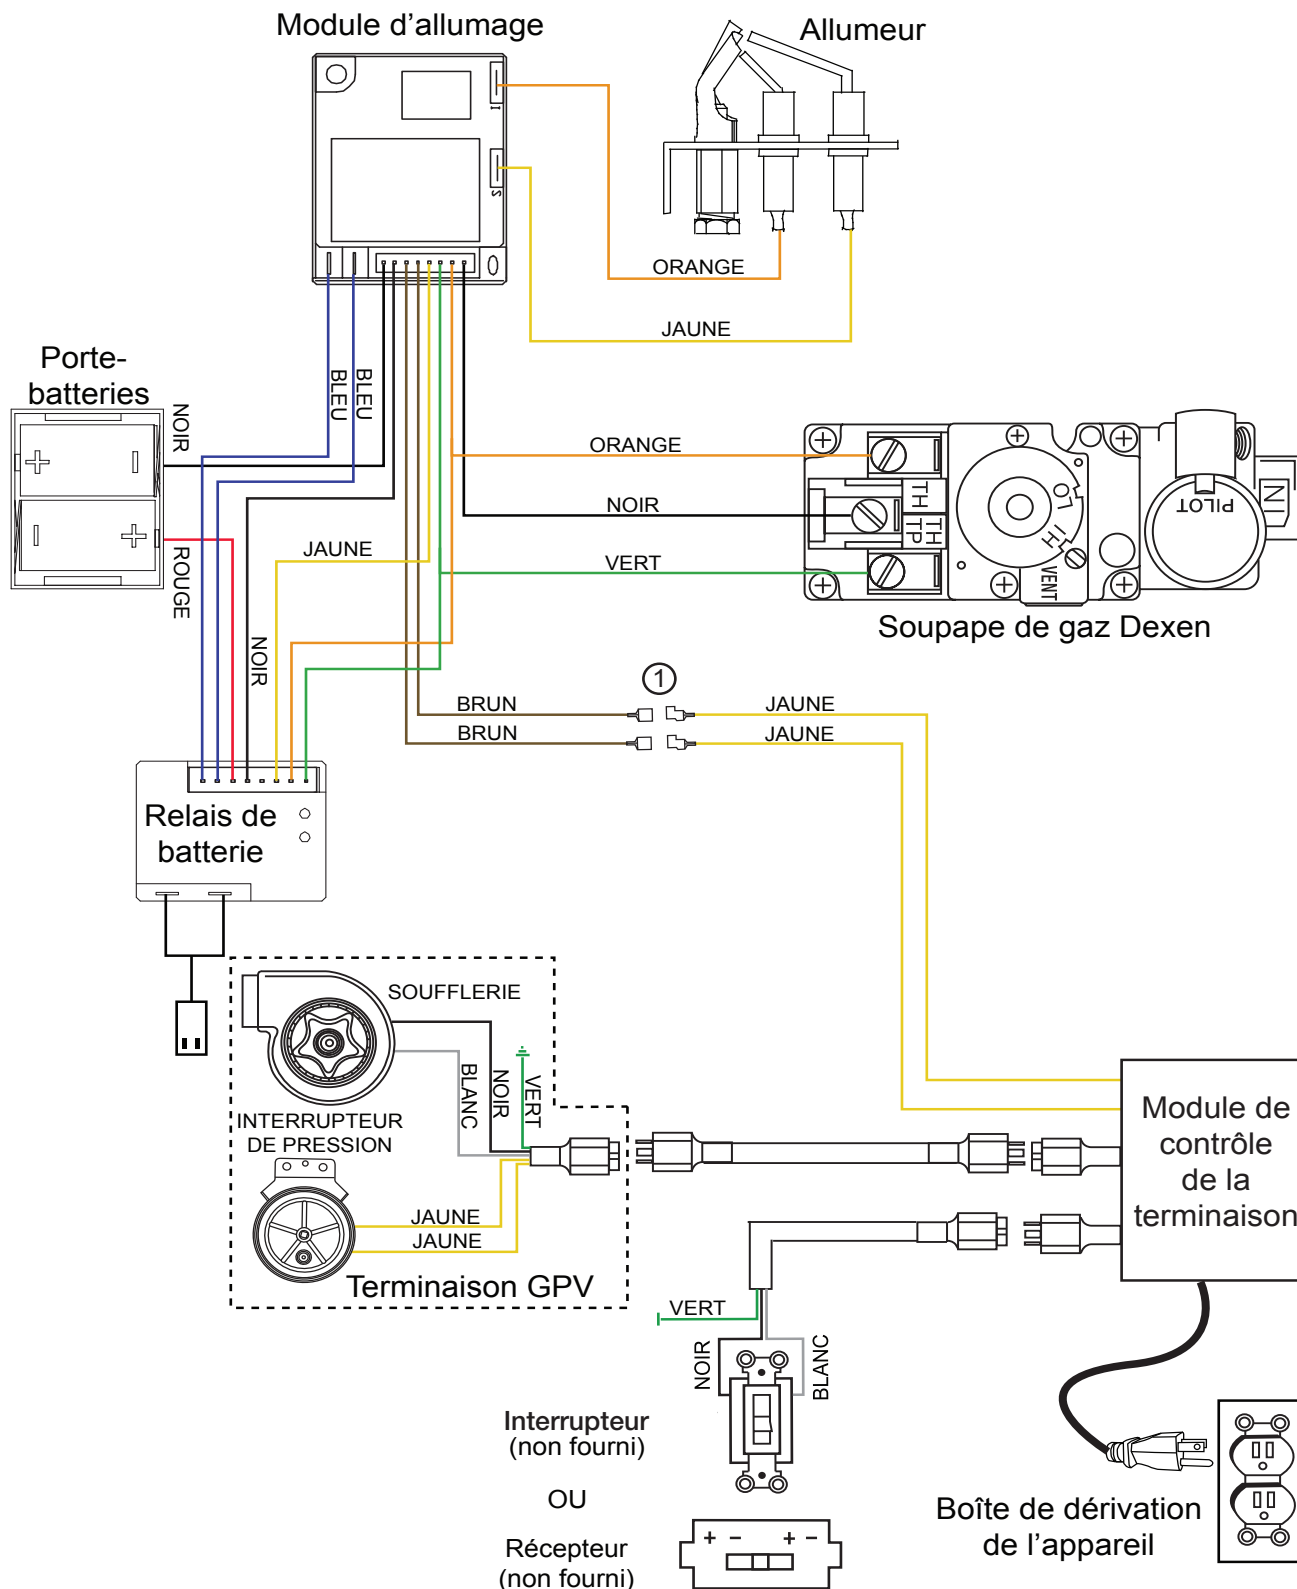 Module d’allumage
Allumeur
I
S
ORANGE
JAUNE
Porte-
batteries
NOIR
BLEU
BLEU
+ −
− +
ROUGE
ORANGE
NOIR
VERT
JAUNE
NOIR
TH
TH
TP
LO
HI
VENT
PILOT
IN
Soupape de gaz Dexen
1
BRUN
JAUNE
BRUN
JAUNE
Relais de
batterie
SOUFFLERIE
BLANC
NOIR
VERT
INTERRUPTEUR
DE PRESSION
JAUNE
JAUNE
Terminaison GPV
Module de
contrôle
de la
terminaison
VERT
NOIR
BLANC
Interrupteur
(non fourni)
OU
Récepteur
(non fourni)
+ − + −
Boîte de dérivation
de l’appareil